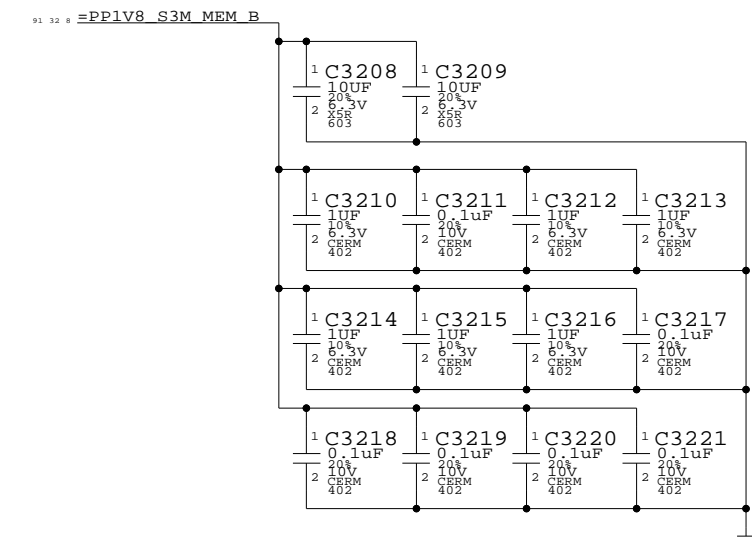 91 32 8 =PP1V8_S3M_MEM_B
1 C3208 1 C3209
10UF 10UF
20% 20%
2 6.3V 2 6.3V
X5R X5R
603 603
1 C3210 1 C3211 1 C3212 1 C3213
1UF 0.1uF 1UF 1UF
10% 20% 10% 10%
2 6.3V 2 10V 2 6.3V 2 6.3V
CERM CERM CERM CERM
402 402 402 402
1 C3214 1 C3215 1 C3216 1 C3217
1UF 1UF 1UF 0.1uF
10% 10% 10% 20%
2 6.3V 2 6.3V 2 6.3V 2 10V
CERM CERM CERM CERM
402 402 402 402
1 C3218 1 C3219 1 C3220 1 C3221
0.1uF 0.1uF 0.1uF 0.1uF
20% 20% 20% 20%
2 10V 2 10V 2 10V 2 10V
CERM CERM CERM CERM
402 402 402 402